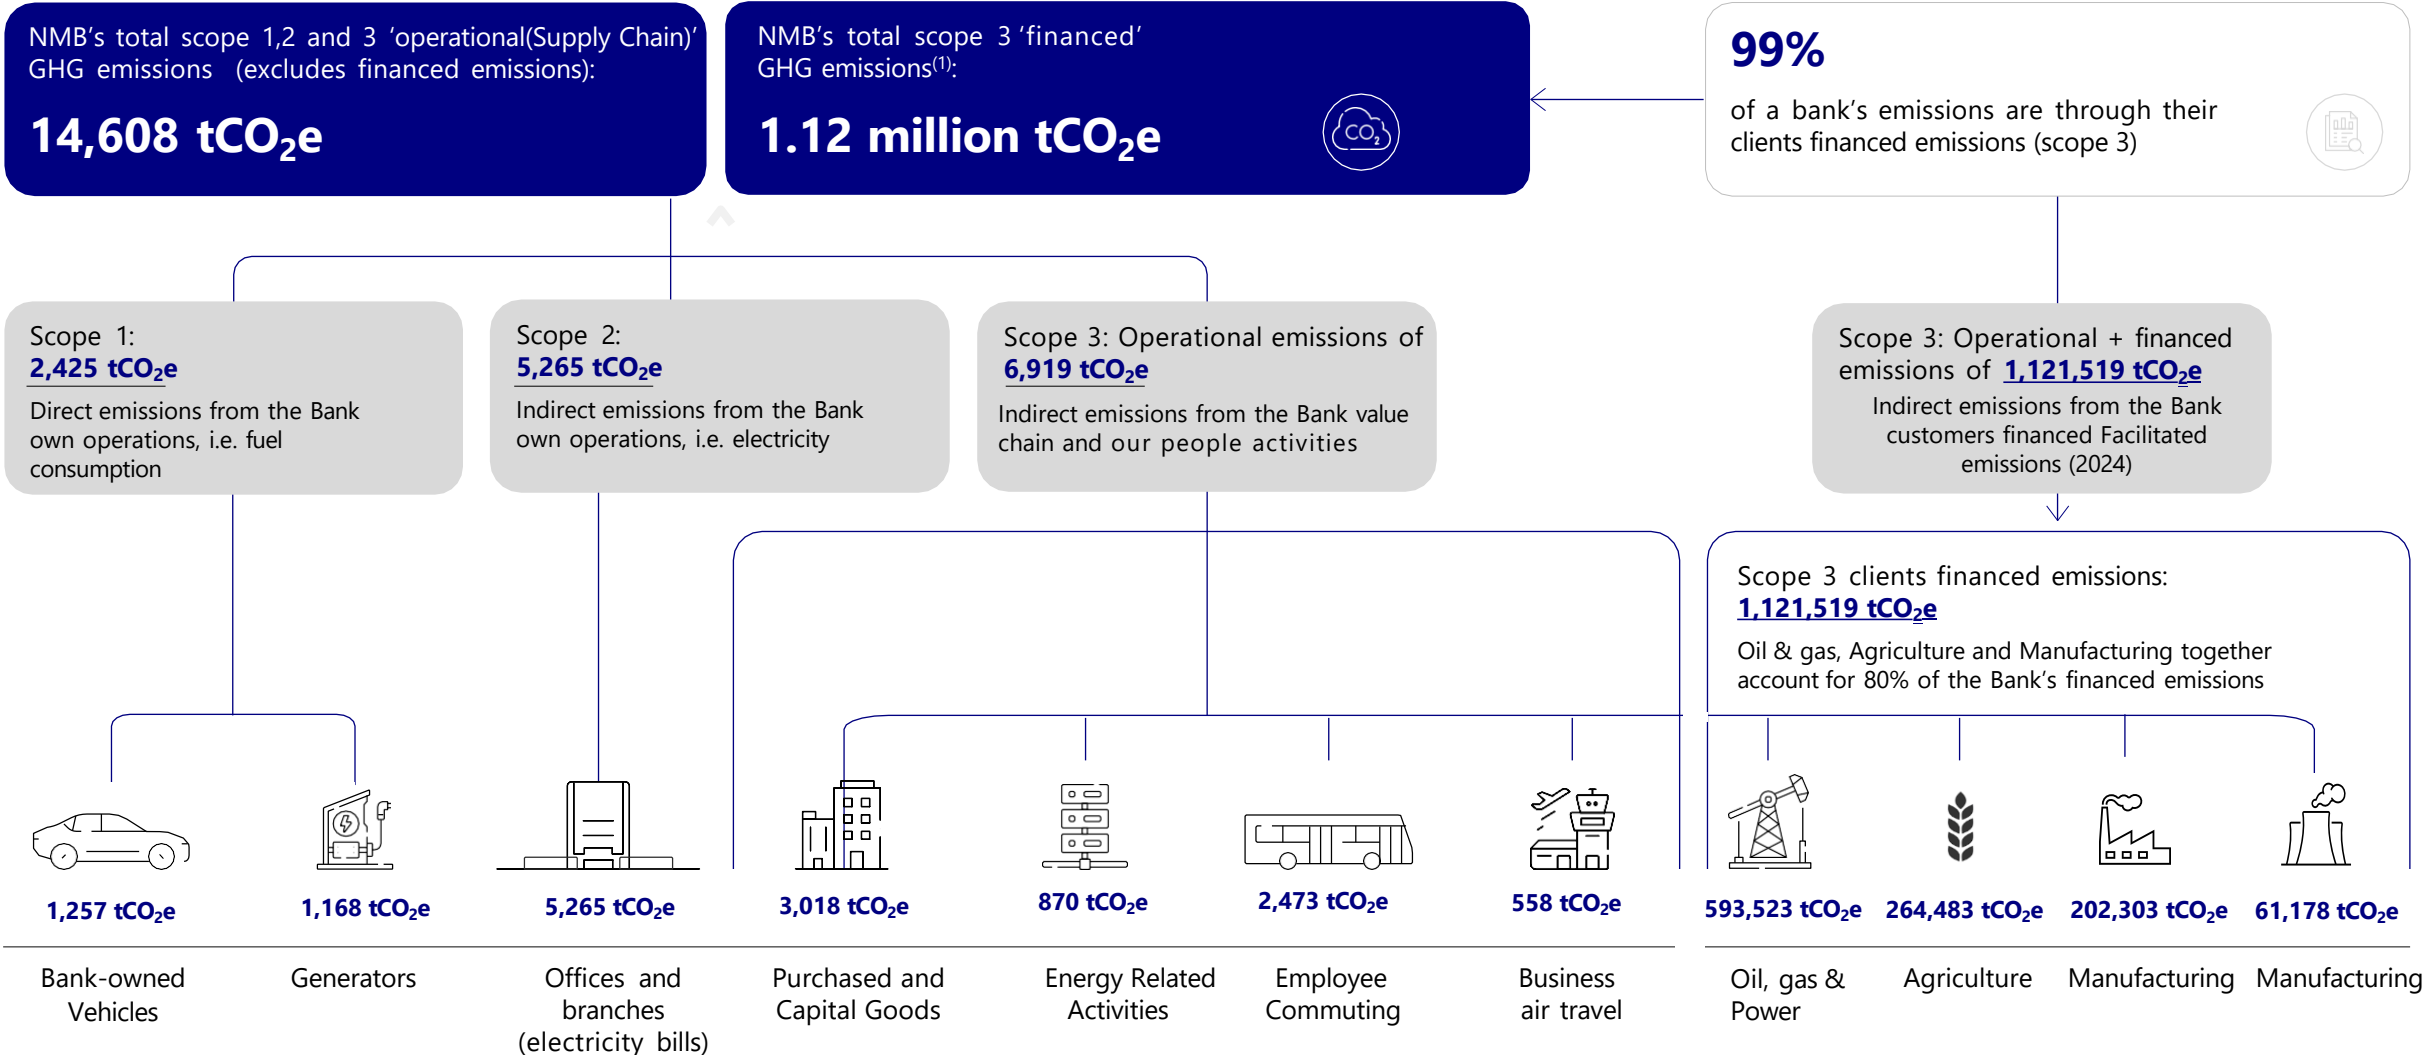 NMB’s total scope 1,2 and 3 ‘operational(Supply Chain)’
GHG emissions (excludes financed emissions):
14,608 tCO₂e
NMB’s total scope 3 ‘financed’
GHG emissions⁽¹⁾:
1.12 million tCO₂e
CO₂
99%
of a bank’s emissions are through their
clients financed emissions (scope 3)
Scope 1:
2,425 tCO₂e
Direct emissions from the Bank
own operations, i.e. fuel
consumption
Scope 2:
5,265 tCO₂e
Indirect emissions from the Bank
own operations, i.e. electricity
Scope 3: Operational emissions of
6,919 tCO₂e
Indirect emissions from the Bank value
chain and our people activities
Scope 3: Operational + financed
emissions of 1,121,519 tCO₂e
Indirect emissions from the Bank
customers financed Facilitated
emissions (2024)
Scope 3 clients financed emissions:
1,121,519 tCO₂e
Oil & gas, Agriculture and Manufacturing together
account for 80% of the Bank’s financed emissions
1,257 tCO₂e
Bank-owned
Vehicles
1,168 tCO₂e
Generators
5,265 tCO₂e
Offices and
branches
(electricity bills)
3,018 tCO₂e
Purchased and
Capital Goods
870 tCO₂e
Energy Related
Activities
2,473 tCO₂e
Employee
Commuting
558 tCO₂e
Business
air travel
593,523 tCO₂e
Oil, gas &
Power
264,483 tCO₂e
Agriculture
202,303 tCO₂e
Manufacturing
61,178 tCO₂e
Manufacturing